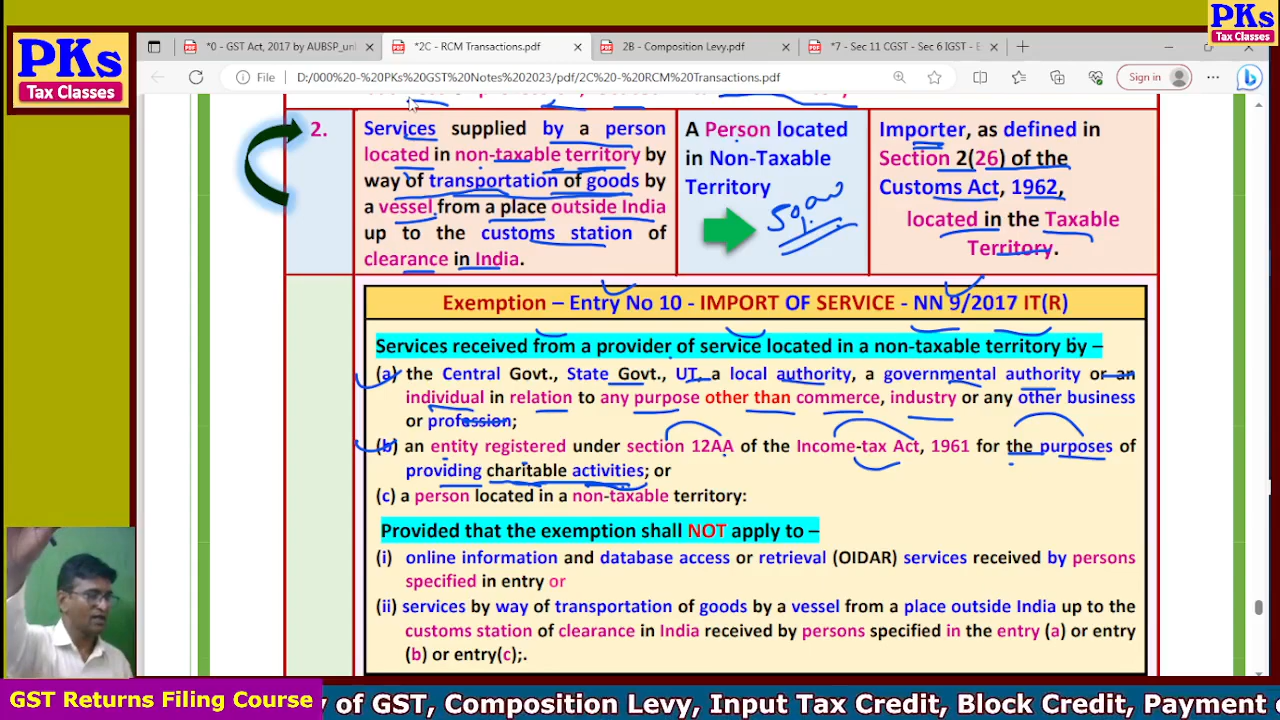 PKs
Tax Classes
*0 - GST Act, 2017 by AUBSP_un
*2C - RCM Transactions.pdf
2B - Composition Levy.pdf
*7 - Sec 11 CGST - Sec 6 IGST - E
PKs
Tax Classes
File
D:/000%20-%20PKs%20GST%20Notes%202023/pdf/2C%20-%20RCM%20Transactions.pdf
Sign in
2.
Services supplied by a person
located in non-taxable territory by
way of transportation of goods by
a vessel from a place outside India
up to the customs station of
clearance in India.
A Person located
in Non-Taxable
Territory
Importer, as defined in
Section 2(26) of the
Customs Act, 1962,
located in the Taxable
Territory.
Exemption – Entry No 10 - IMPORT OF SERVICE - NN 9/2017 IT(R)
Services received from a provider of service located in a non-taxable territory by –
(a) the Central Govt., State Govt., UT, a local authority, a governmental authority or an
individual in relation to any purpose other than commerce, industry or any other business
or profession;
(b) an entity registered under section 12AA of the Income-tax Act, 1961 for the purposes of
providing charitable activities; or
(c) a person located in a non-taxable territory:
Provided that the exemption shall NOT apply to –
(i) online information and database access or retrieval (OIDAR) services received by persons
specified in entry or
(ii) services by way of transportation of goods by a vessel from a place outside India up to the
customs station of clearance in India received by persons specified in the entry (a) or entry
(b) or entry(c);.
GST Returns Filing Course
y of GST, Composition Levy, Input Tax Credit, Block Credit, Payment